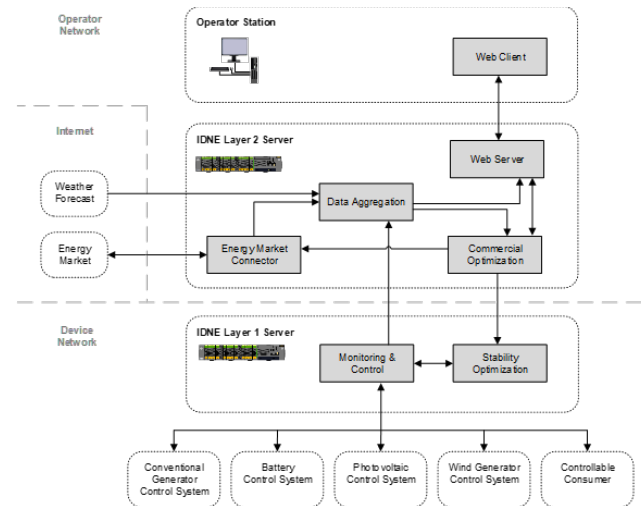 Operator
Network
Operator Station
Web Client
Internet
IDNE Layer 2 Server
Web Server
Weather
Forecast
Data Aggregation
Energy
Market
Energy Market
Connector
Commercial
Optimization
Device
Network
IDNE Layer 1 Server
Monitoring &
Control
Stability
Optimization
Conventional
Generator
Control System
Battery
Control System
Photovoltaic
Control System
Wind Generator
Control System
Controllable
Consumer